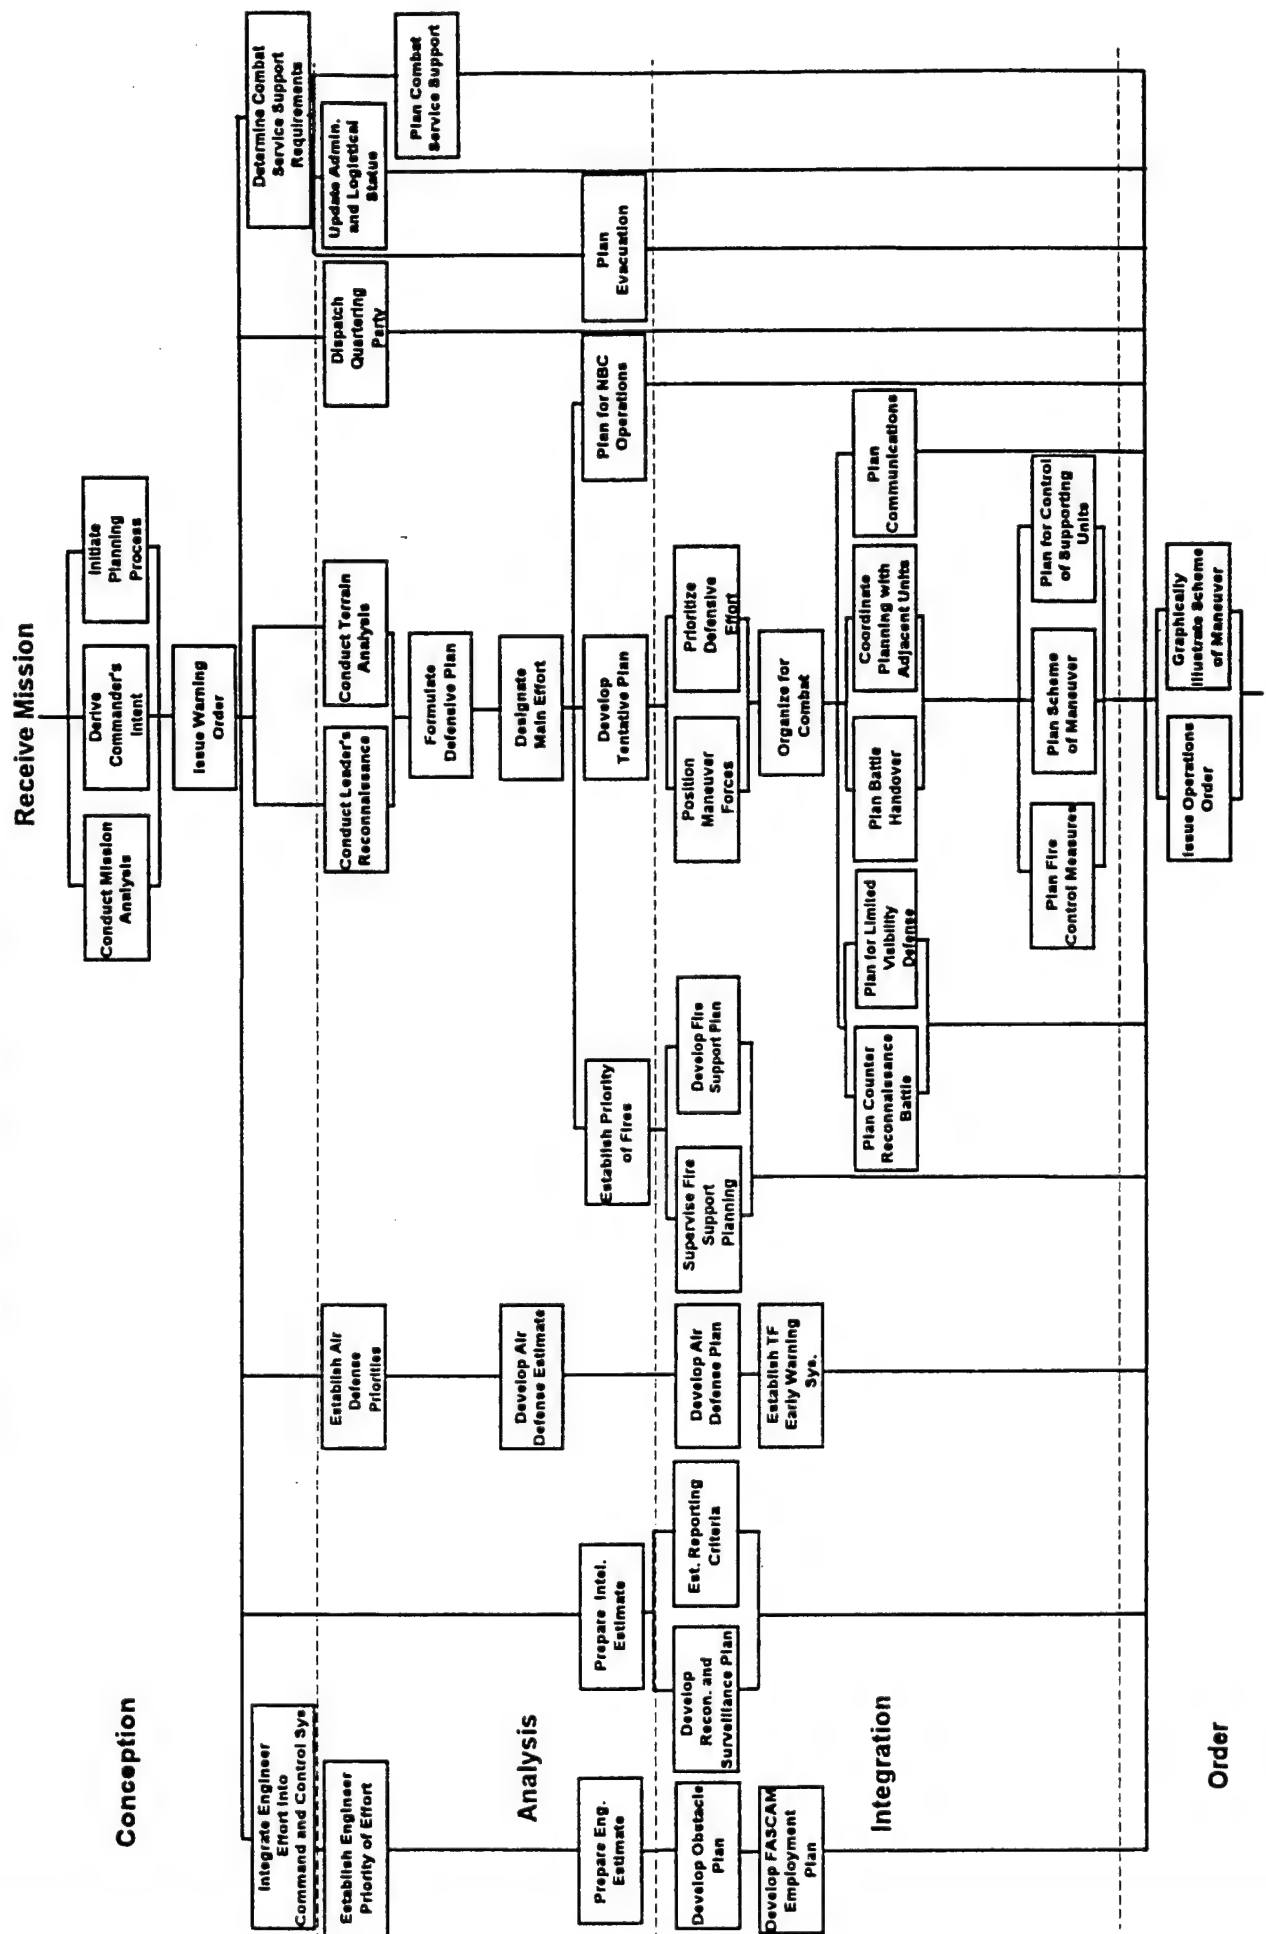 Receive Mission
Conception
Conduct Mission
Analysis
Derive
Commander's
Intent
Initiate
Planning
Process
Issue Warning
Order
Integrate Engineer
Effort Into
Command and Control Sys.
Determine Combat
Service Support
Requirements
Establish Engineer
Priority of Effort
Establish Air
Defense
Priorities
Conduct Leader's
Reconnaissance
Conduct Terrain
Analysis
Dispatch
Quartering
Party
Update Admin.
and Logistical
Status
Plan Combat
Service Support
Formulate
Defensive Plan
Analysis
Develop Air
Defense Estimate
Designate
Main Effort
Prepare Eng.
Estimate
Prepare Intel.
Estimate
Establish Priority
of Fires
Develop
Tentative Plan
Plan for NBC
Operations
Plan
Evacuation
Develop Obstacle
Plan
Develop
Recon. and
Surveillance Plan
Est. Reporting
Criteria
Develop Air
Defense Plan
Supervise Fire
Support
Planning
Develop Fire
Support Plan
Position
Maneuver
Forces
Prioritize
Defensive
Effort
Develop FASCAM
Employment
Plan
Establish TF
Early Warning
Sys.
Organize for
Combat
Integration
Plan Counter
Reconnaissance
Battle
Plan for Limited
Visibility
Defense
Plan Battle
Handover
Coordinate
Planning with
Adjacent Units
Plan
Communications
Plan Fire
Control Measures
Plan Scheme
of Maneuver
Plan for Control
of Supporting
Units
Order
Issue Operations
Order
Graphically
Illustrate Scheme
of Maneuver